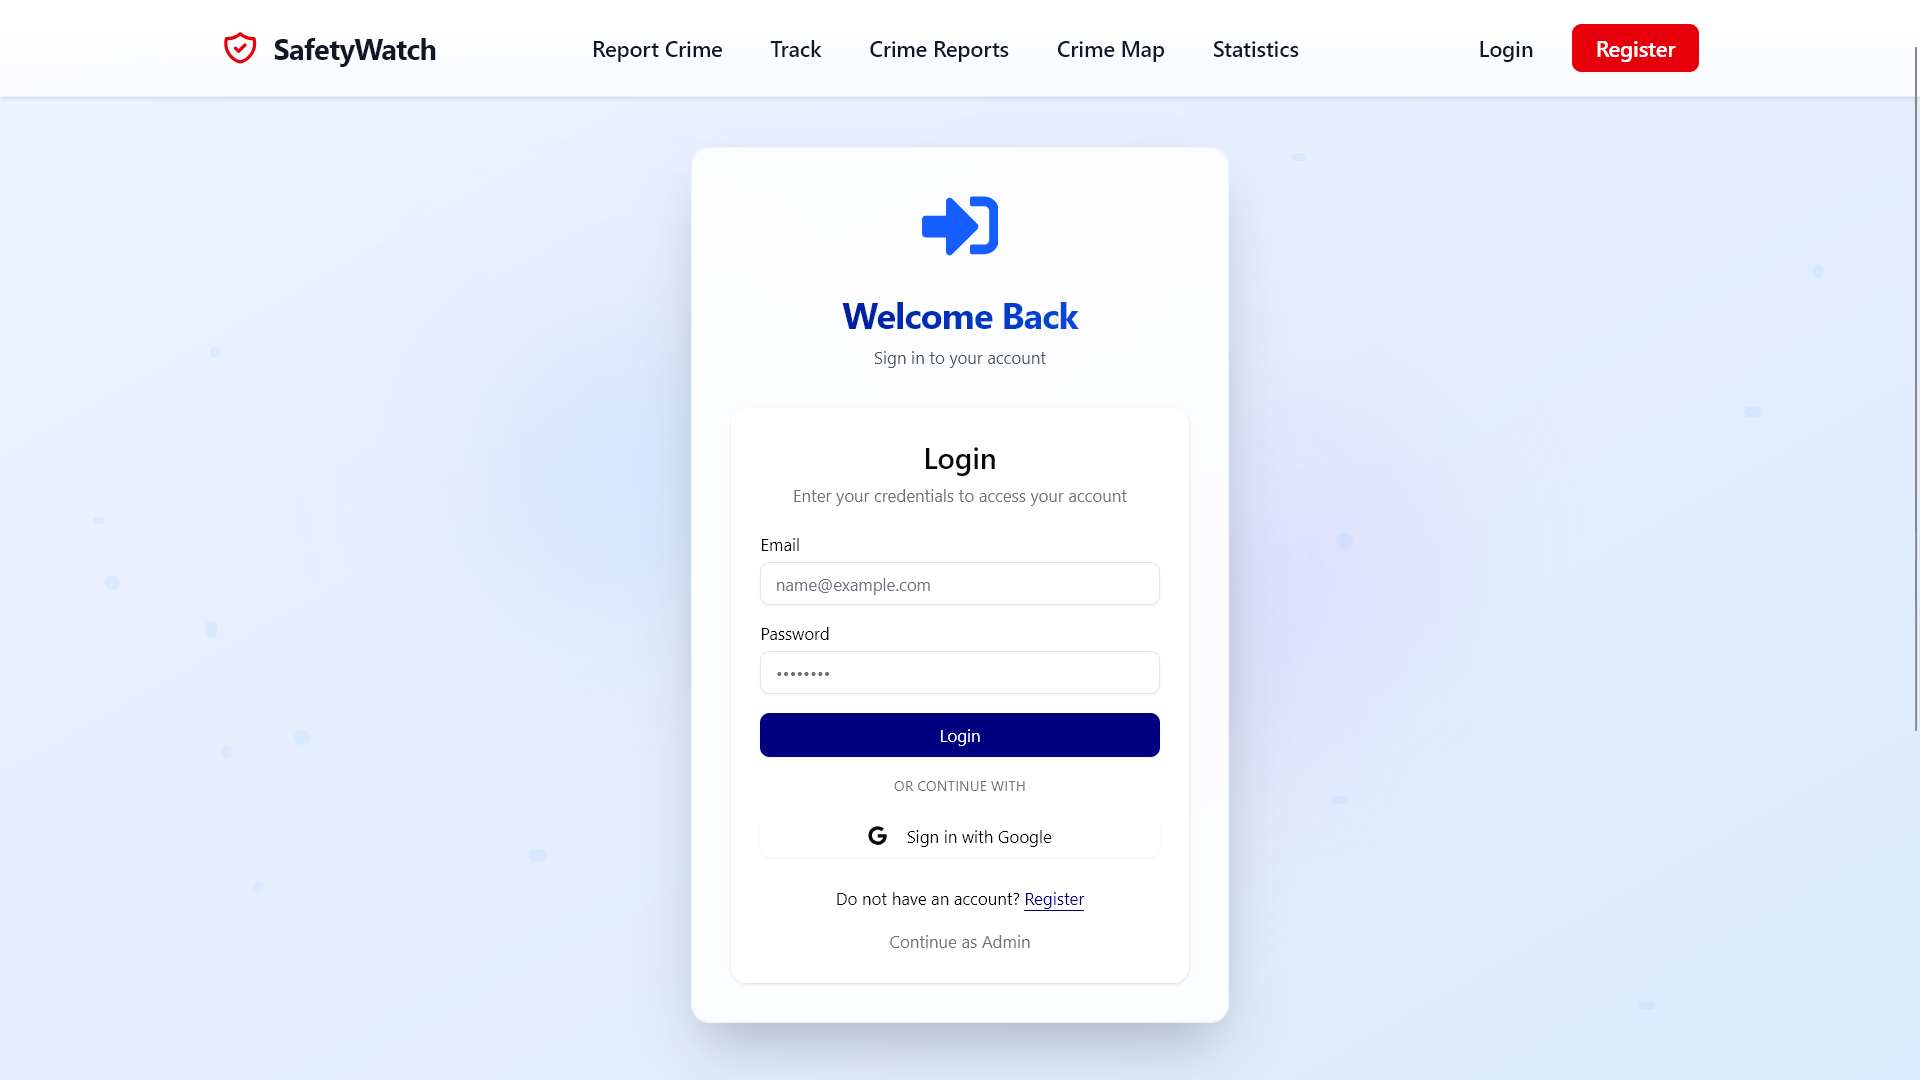 SafetyWatch
Report Crime
Track
Crime Reports
Crime Map
Statistics
Login
Register
Welcome Back
Sign in to your account
Login
Enter your credentials to access your account
Email
name@example.com
Password
••••••••
Login
OR CONTINUE WITH
G Sign in with Google
Do not have an account? Register
Continue as Admin